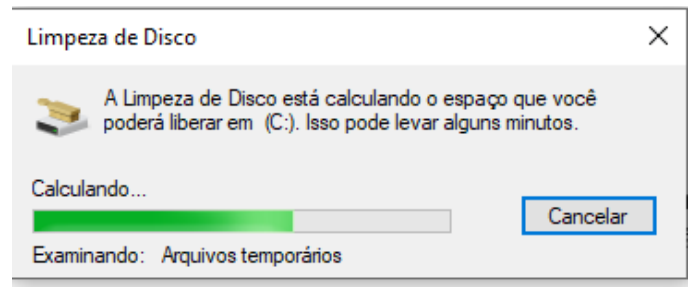 Limpeza de Disco
A Limpeza de Disco está calculando o espaço que você
poderá liberar em (C:). Isso pode levar alguns minutos.
Calculando...
Cancelar
Examinando: Arquivos temporários